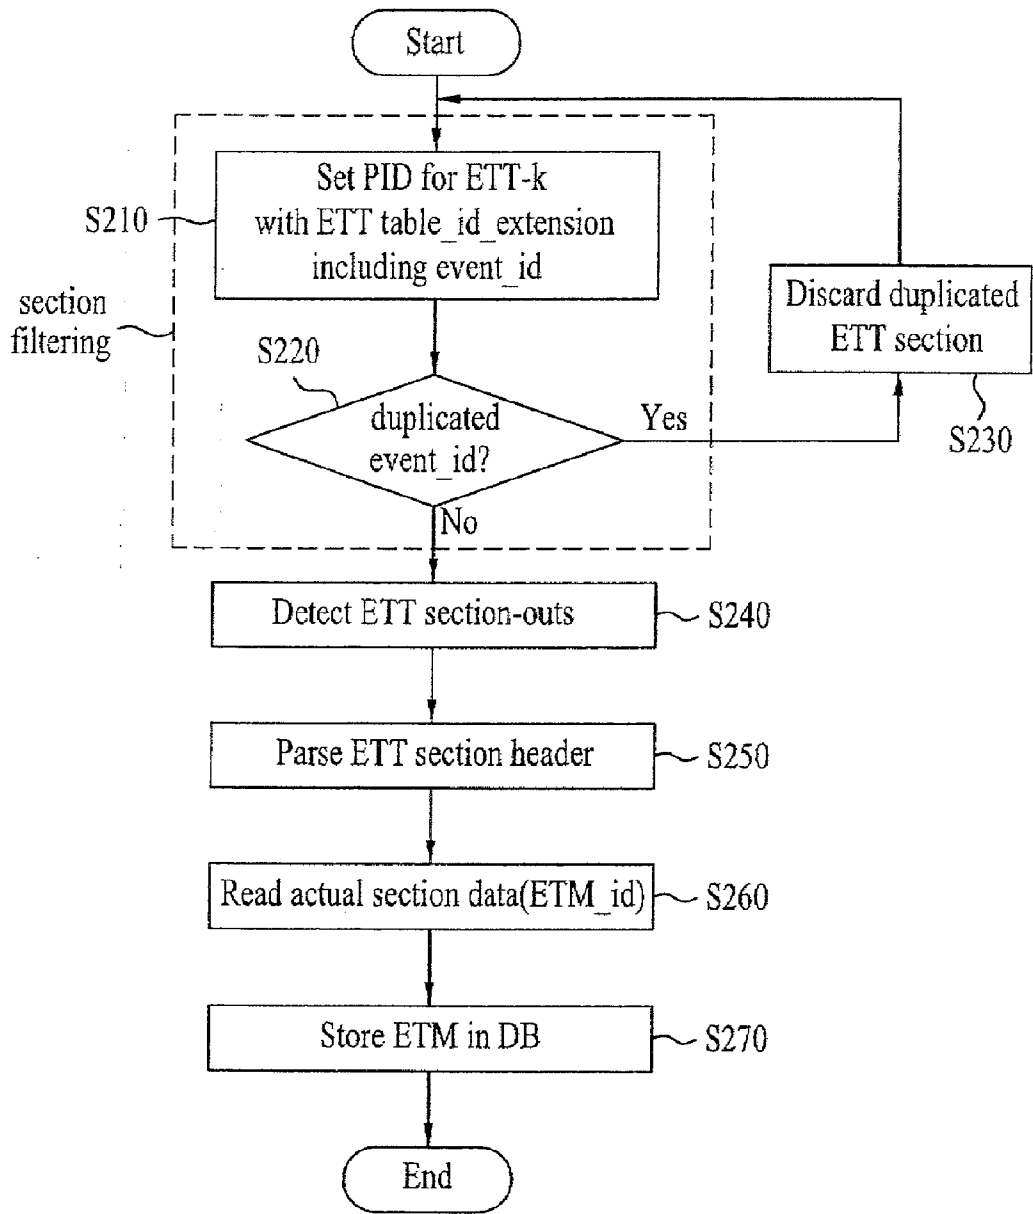 Start
Set PID for ETT-k
with ETT table_id_extension
including event_id
S210
section
filtering
Discard duplicated
ETT section
S230
S220
duplicated
event_id?
Yes
No
Detect ETT section-outs
S240
Parse ETT section header
S250
Read actual section data(ETM_id)
S260
Store ETM in DB
S270
End